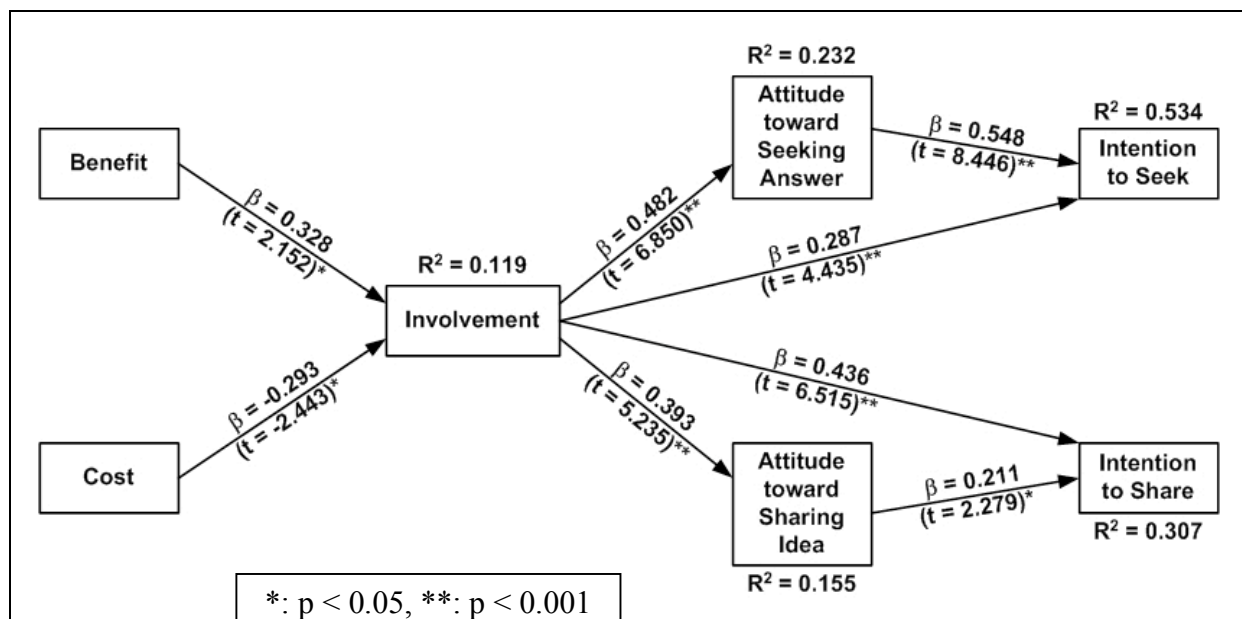 Benefit
Cost
β = 0.328
(t = 2.152)*
β = -0.293
(t = -2.443)*
R² = 0.119
Involvement
β = 0.482
(t = 6.850)**
β = 0.393
(t = 5.235)**
R² = 0.232
Attitude
toward
Seeking
Answer
β = 0.548
(t = 8.446)**
β = 0.287
(t = 4.435)**
R² = 0.534
Intention
to Seek
β = 0.436
(t = 6.515)**
Attitude
toward
Sharing
Idea
R² = 0.155
β = 0.211
(t = 2.279)*
Intention
to Share
R² = 0.307
*: p < 0.05, **: p < 0.001